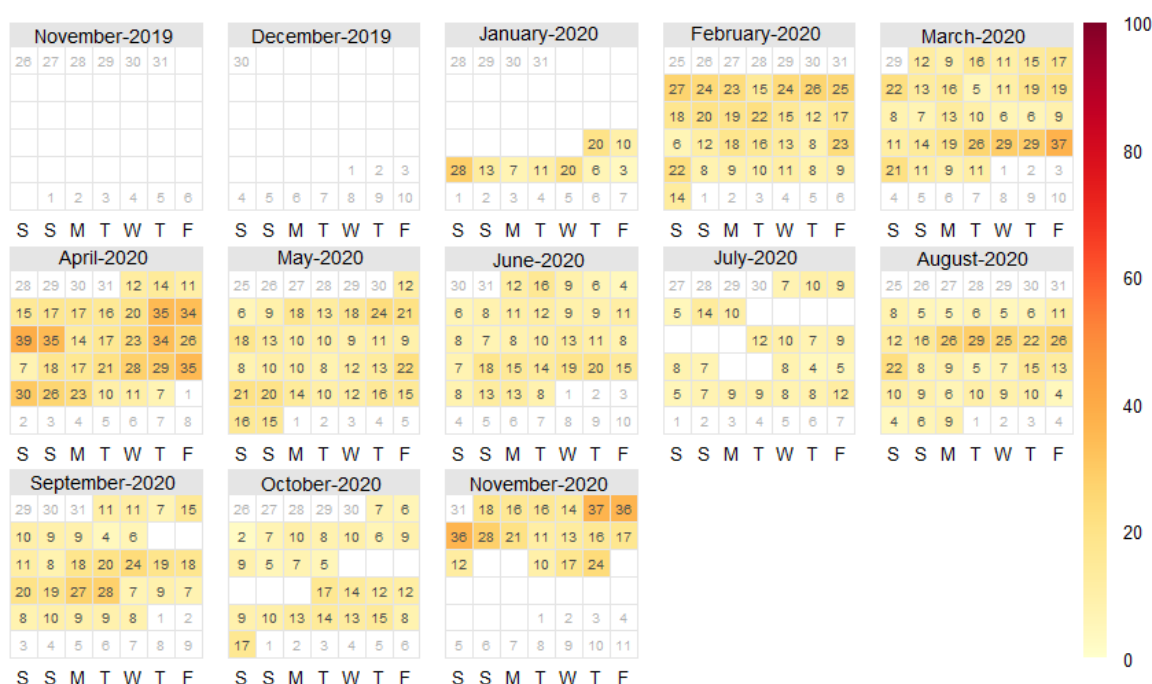 November-2019
26 27 28 29 30 31
1 2 3 4 5 6
S S M T W T F
December-2019
30
1 2 3
4 5 6 7 8 9 10
S S M T W T F
January-2020
28 29 30 31
20 10
28 13 7 11 20 6 3
1 2 3 4 5 6 7
S S M T W T F
February-2020
25 26 27 28 29 30 31
27 24 23 15 24 26 25
18 20 19 22 15 12 17
6 12 18 16 13 8 23
22 8 9 10 11 8 9
14 1 2 3 4 5 6
S S M T W T F
March-2020
29 12 9 16 11 15 17
22 13 16 5 11 19 19
8 7 13 10 6 6 9
11 14 19 26 29 29 37
21 11 9 11 1 2 3
4 5 6 7 8 9 10
S S M T W T F
April-2020
28 29 30 31 12 14 11
15 17 17 16 20 35 34
39 35 14 17 23 34 26
7 18 17 21 28 29 35
30 26 23 10 11 7 1
2 3 4 5 6 7 8
S S M T W T F
May-2020
25 26 27 28 29 30 12
6 9 18 13 18 24 21
18 13 10 10 9 11 9
8 10 10 8 12 13 22
21 20 14 10 12 16 15
16 15 1 2 3 4 5
S S M T W T F
June-2020
30 31 12 16 9 6 4
6 8 11 12 9 9 11
8 7 8 10 13 11 8
7 18 15 14 19 20 15
8 13 13 8 1 2 3
4 5 6 7 8 9 10
S S M T W T F
July-2020
27 28 29 30 7 10 9
5 14 10
12 10 7 9
8 7 8 4 5
5 7 9 9 8 8 12
1 2 3 4 5 6 7
S S M T W T F
August-2020
25 26 27 28 29 30 31
8 5 5 6 5 6 11
12 16 26 29 25 22 26
22 8 9 5 7 15 13
10 9 6 10 9 10 4
4 6 9 1 2 3 4
S S M T W T F
September-2020
29 30 31 11 11 7 15
10 9 9 4 6
11 8 18 20 24 19 18
20 19 27 28 7 9 7
8 10 9 9 8 1 2
3 4 5 6 7 8 9
S S M T W T F
October-2020
26 27 28 29 30 7 6
2 7 10 8 10 6 9
9 5 7 5
17 14 12 12
9 10 13 14 13 15 8
17 1 2 3 4 5 6
S S M T W T F
November-2020
31 18 16 16 14 37 36
36 28 21 11 13 16 17
12 10 17 24
1 2 3 4
5 6 7 8 9 10 11
S S M T W T F
100
80
60
40
20
0